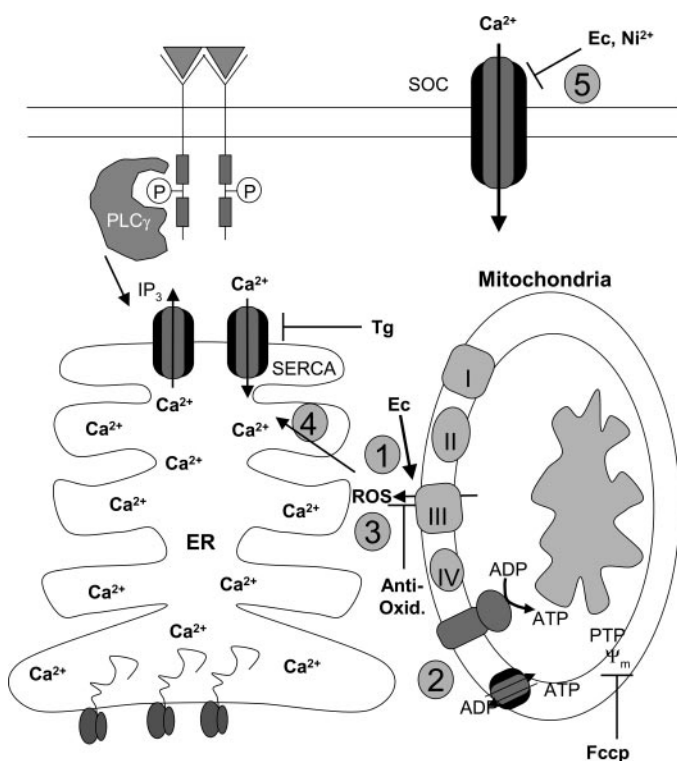 Ca²⁺
Ec, Ni²⁺
SOC
5
P
P
PLCγ
IP₃
Ca²⁺
Mitochondria
Tg
SERCA
I
Ca²⁺
Ec
Ca²⁺
Ca²⁺
4
II
Ca²⁺
1
ROS
Ca²⁺
Ca²⁺
III
3
ER
IV
ADP
Anti-
Oxid.
Ca²⁺
Ca²⁺
ATP
Ca²⁺
PTP
Ψm
Ca²⁺
Ca²⁺
2
ATP
ADP
Fccp